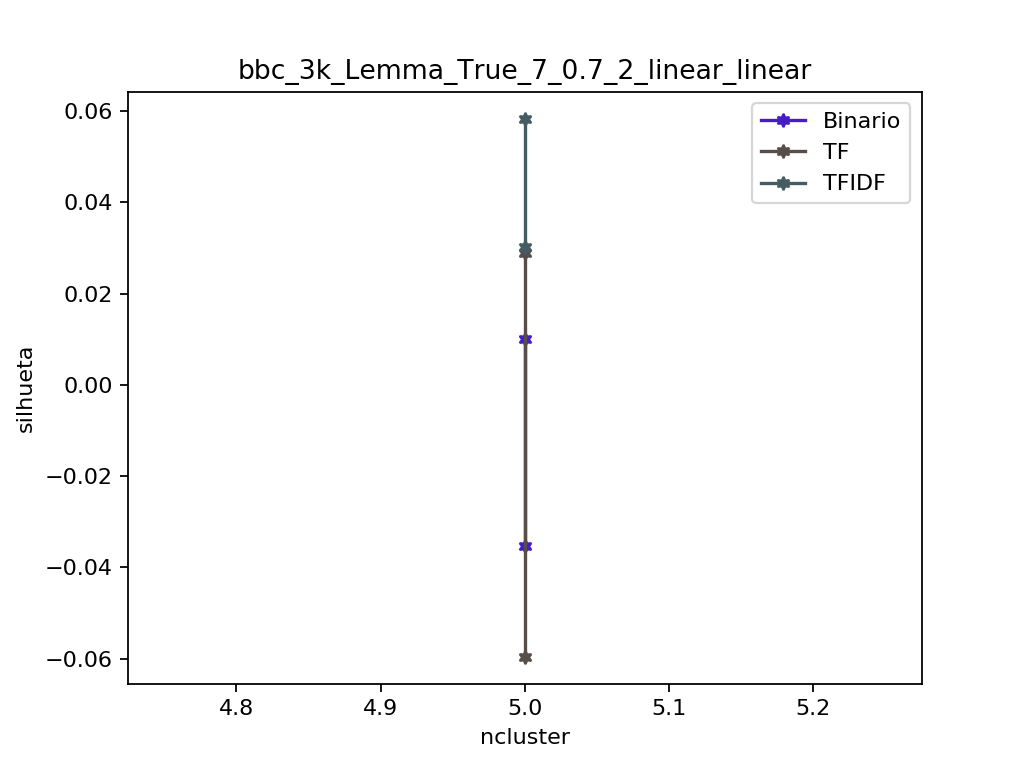 bbc_3k_Lemma_True_7_0.7_2_linear_linear
Binario
TF
TFIDF
0.06
0.04
0.02
0.00
−0.02
−0.04
−0.06
silhueta
4.8 4.9 5.0 5.1 5.2
ncluster